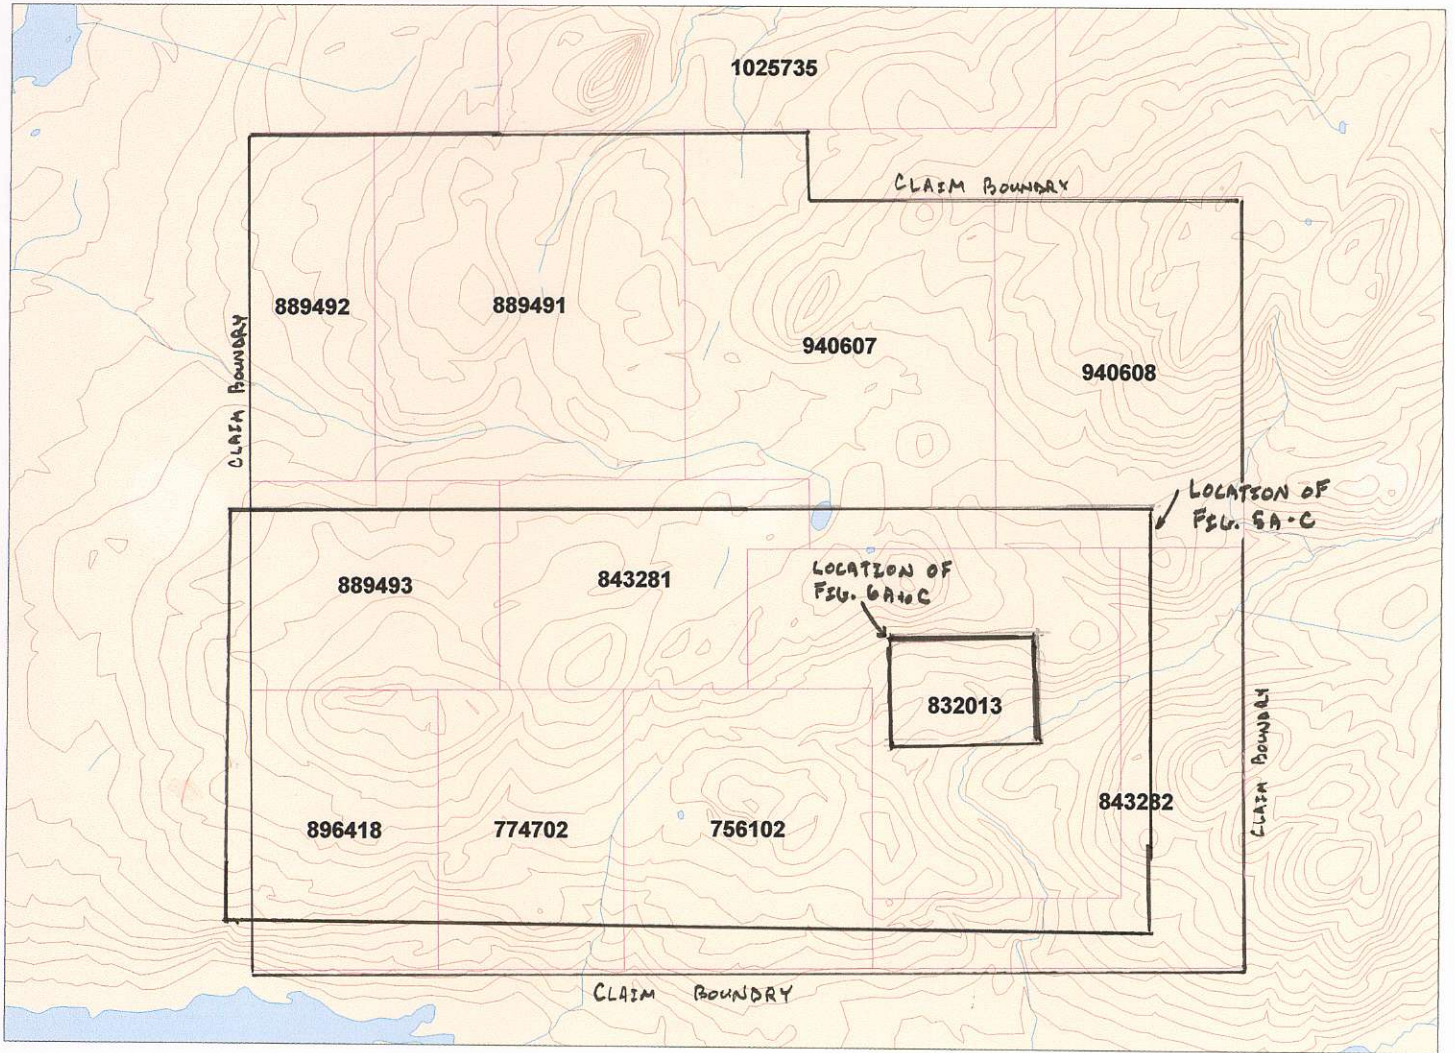 1025735
CLAIM BOUNDRY
889492
889491
940607
940608
CLAIM BOUNDRY
LOCATION OF
FIG. 5A-C
889493
843281
LOCATION OF
FIG. 6A to C
832013
CLAIM BOUNDRY
843282
896418
774702
756102
CLAIM BOUNDRY